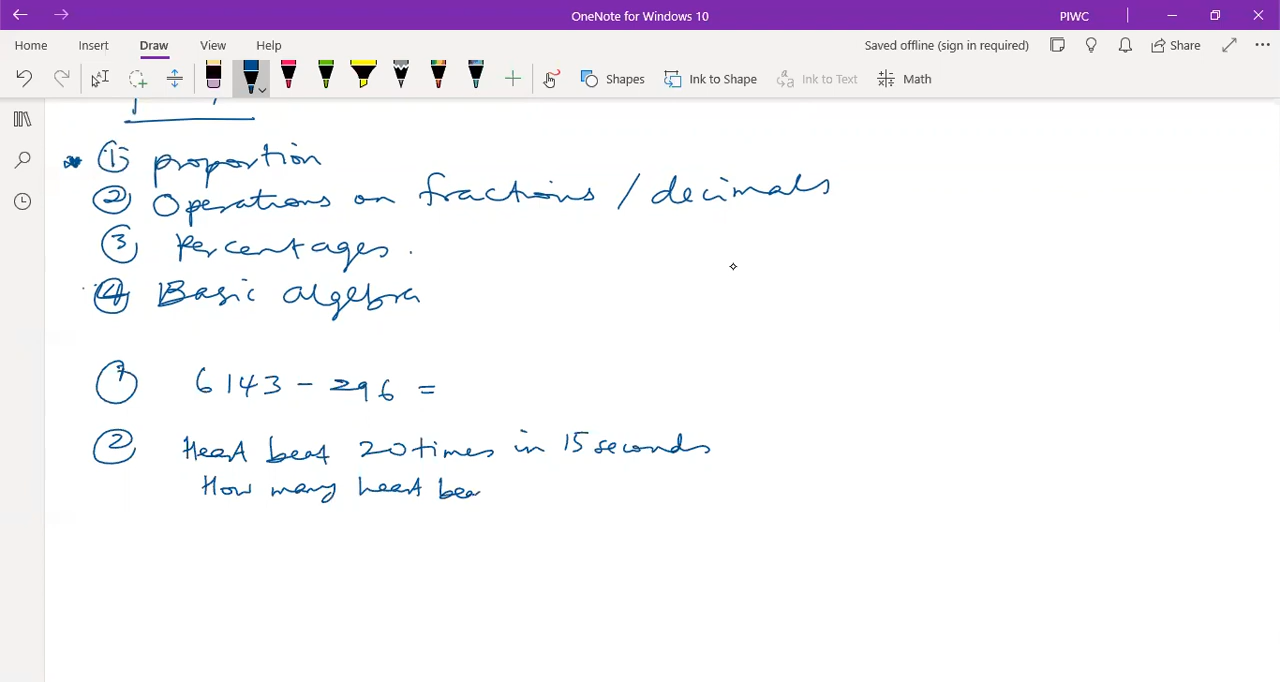 OneNote for Windows 10
PIWC
Home Insert Draw View Help
Saved offline (sign in required)
Share
Shapes
Ink to Shape
Ink to Text
Math
① proportion
② Operations on fractions / decimals
③ Percentages.
④ Basic algebra
① 6143 - 296 =
② Heart beat 20 times in 15 seconds
How many heart bea